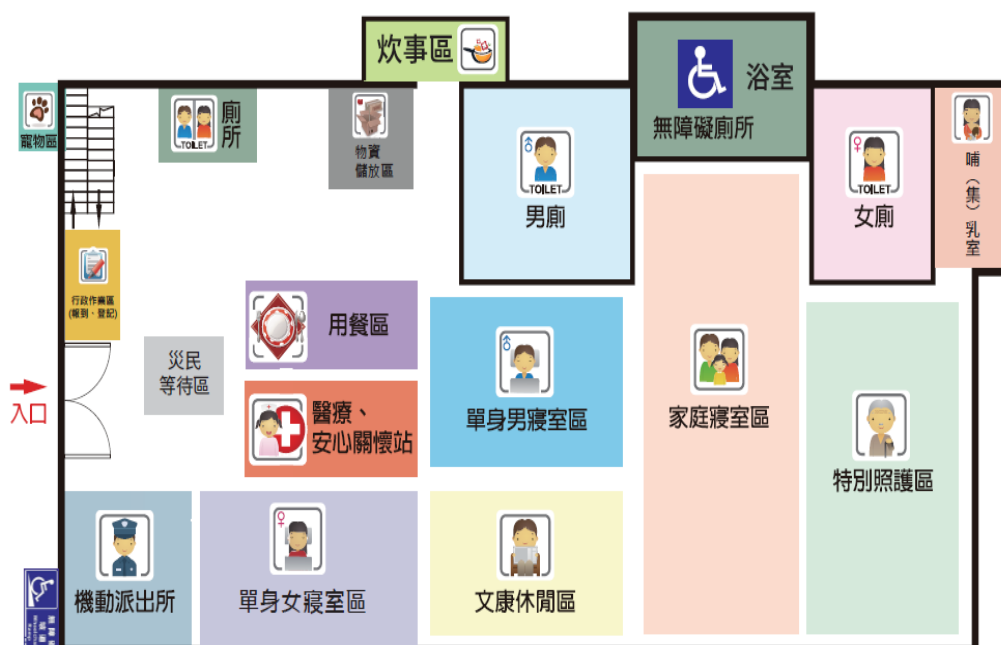 炊事區
浴室
無障礙廁所
寵物區
TOILET
廁
所
物資
儲放區
TOILET
男廁
TOILET
女廁
哺
（集）
乳
室
行政作業區
(報到、登記)
用餐區
災民
等待區
入口
醫療、
安心關懷站
單身男寢室區
家庭寢室區
特別照護區
機動派出所
單身女寢室區
文康休閒區